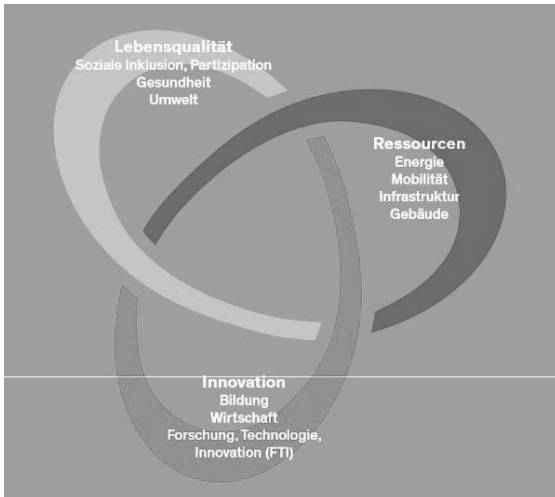 Lebensqualität
Soziale Inklusion, Partizipation
Gesundheit
Umwelt
Ressourcen
Energie
Mobilität
Infrastruktur
Gebäude
Innovation
Bildung
Wirtschaft
Forschung, Technologie,
Innovation (FTI)